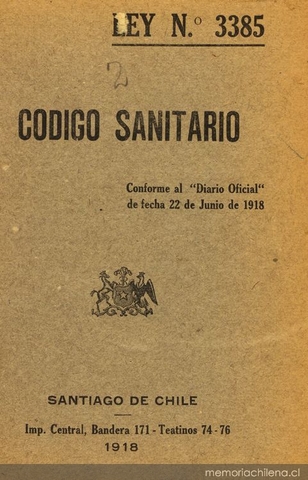 LEY N.º 3385
2
CODIGO SANITARIO
Conforme al "Diario Oficial"
de fecha 22 de Junio de 1918
SANTIAGO DE CHILE
Imp. Central, Bandera 171 - Teatinos 74 - 76
1918
memoriachilena.cl